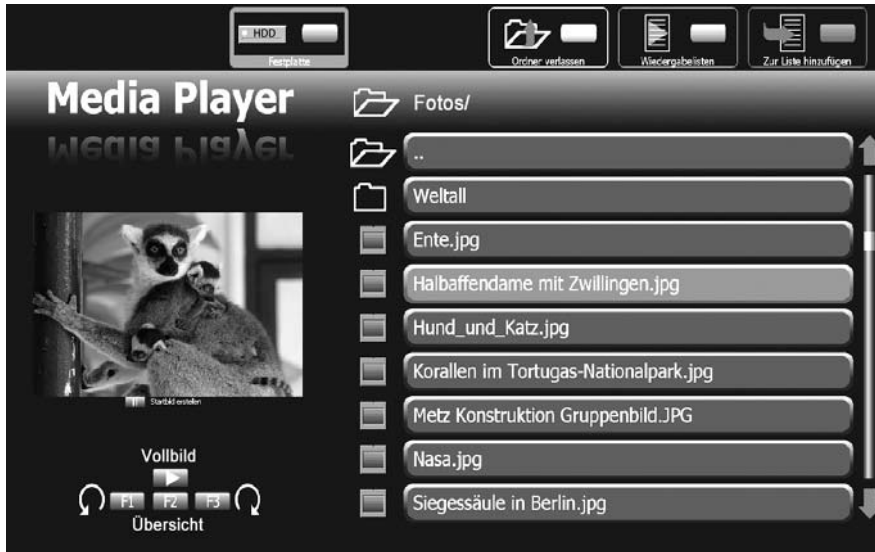 HDD
Festplatte
Ordner verlassen
Wiedergabelisten
Zur Liste hinzufügen
Media Player
Fotos/
..
Weltall
Ente.jpg
Halbaffendame mit Zwillingen.jpg
Hund_und_Katz.jpg
Korallen im Tortugas-Nationalpark.jpg
Metz Konstruktion Gruppenbild.JPG
Nasa.jpg
Siegessäule in Berlin.jpg
Startbild erstellen
Vollbild
F1 F2 F3
Übersicht